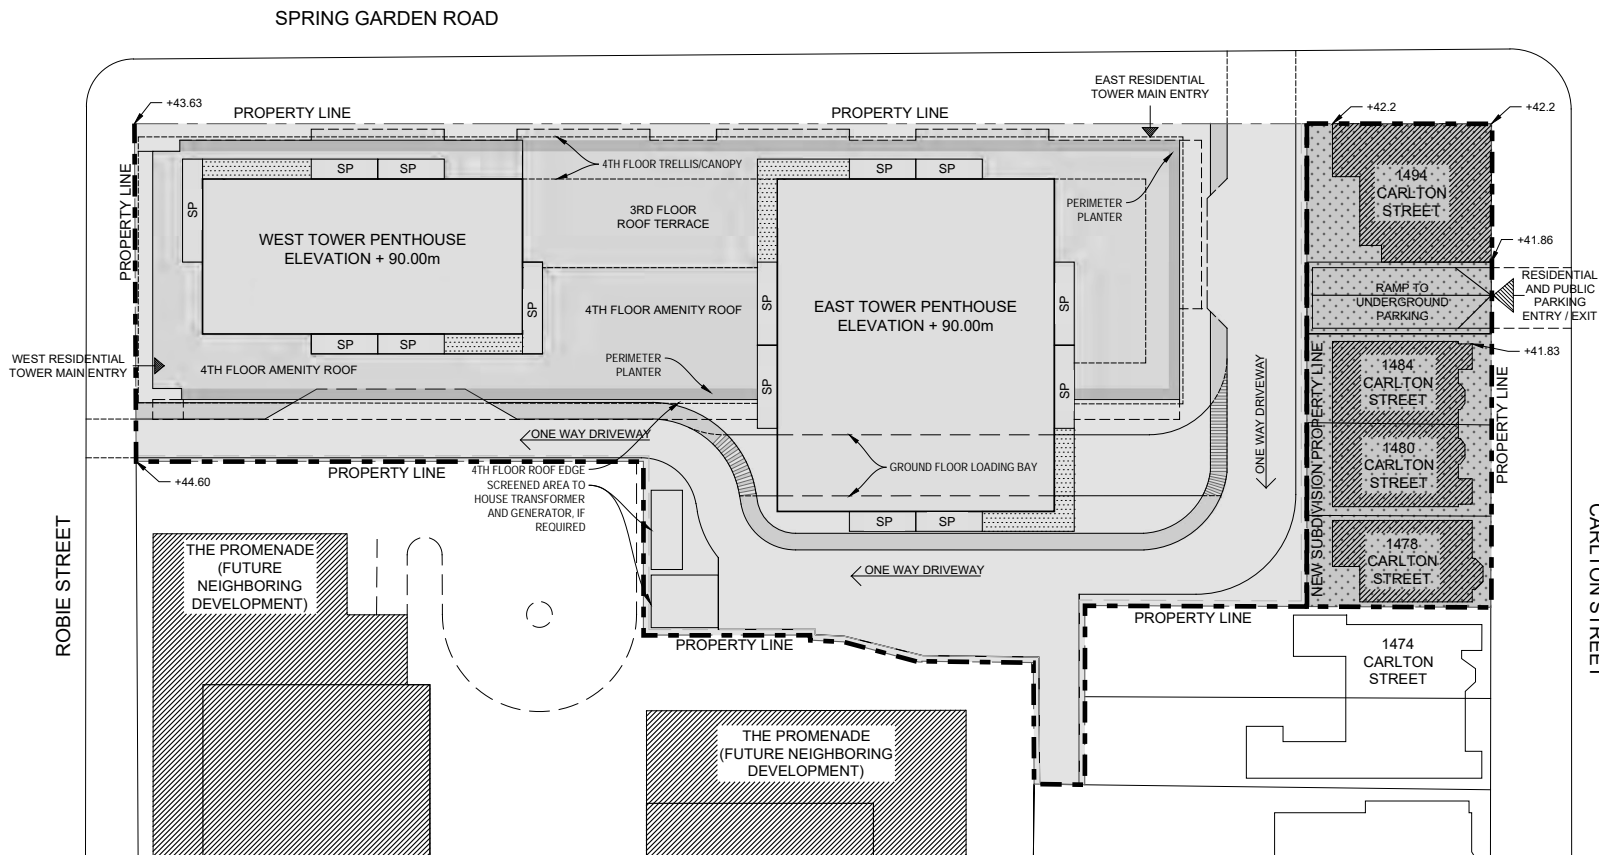 SPRING GARDEN ROAD
EAST RESIDENTIAL
TOWER MAIN ENTRY
+43.63
PROPERTY LINE
PROPERTY LINE
+42.2
+42.2
PROPERTY LINE
SP
SP
4TH FLOOR TRELLIS/CANOPY
SP
SP
SP
3RD FLOOR
ROOF TERRACE
PERIMETER
PLANTER
1494
CARLTON
STREET
WEST TOWER PENTHOUSE
ELEVATION + 90.00m
+41.86
RESIDENTIAL
AND PUBLIC
PARKING
ENTRY / EXIT
RAMP TO
UNDERGROUND
PARKING
SP
4TH FLOOR AMENITY ROOF
SP
EAST TOWER PENTHOUSE
ELEVATION + 90.00m
SP
SP
SP
WEST RESIDENTIAL
TOWER MAIN ENTRY
4TH FLOOR AMENITY ROOF
PERIMETER
PLANTER
SP
SP
+41.83
1484
CARLTON
STREET
ONE WAY DRIVEWAY
NEW SUBDIVISION PROPERTY LINE
PROPERTY LINE
ONE WAY DRIVEWAY
1480
CARLTON
STREET
PROPERTY LINE
+44.60
4TH FLOOR ROOF EDGE
SCREENED AREA TO
HOUSE TRANSFORMER
AND GENERATOR, IF
REQUIRED
GROUND FLOOR LOADING BAY
SP
SP
1478
CARLTON
STREET
ROBIE STREET
CARLTON STREET
THE PROMENADE
(FUTURE
NEIGHBORING
DEVELOPMENT)
ONE WAY DRIVEWAY
PROPERTY LINE
PROPERTY LINE
1474
CARLTON
STREET
THE PROMENADE
(FUTURE NEIGHBORING
DEVELOPMENT)